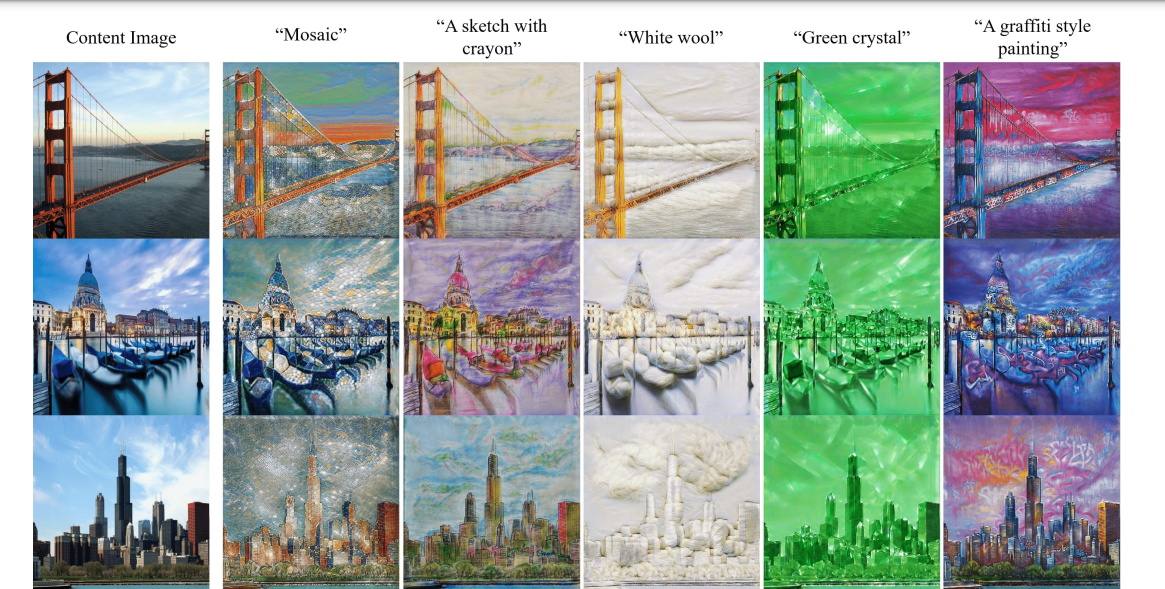 Content Image
“Mosaic”
“A sketch with
crayon”
“White wool”
“Green crystal”
“A graffiti style
painting”